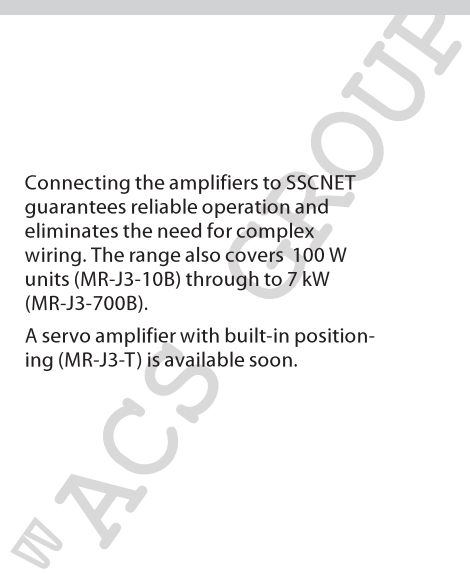 Connecting the amplifiers to SSCNET
guarantees reliable operation and
eliminates the need for complex
wiring. The range also covers 100 W
units (MR-J3-10B) through to 7 kW
(MR-J3-700B).
A servo amplifier with built-in position-
ing (MR-J3-T) is available soon.
W ACS GROUP